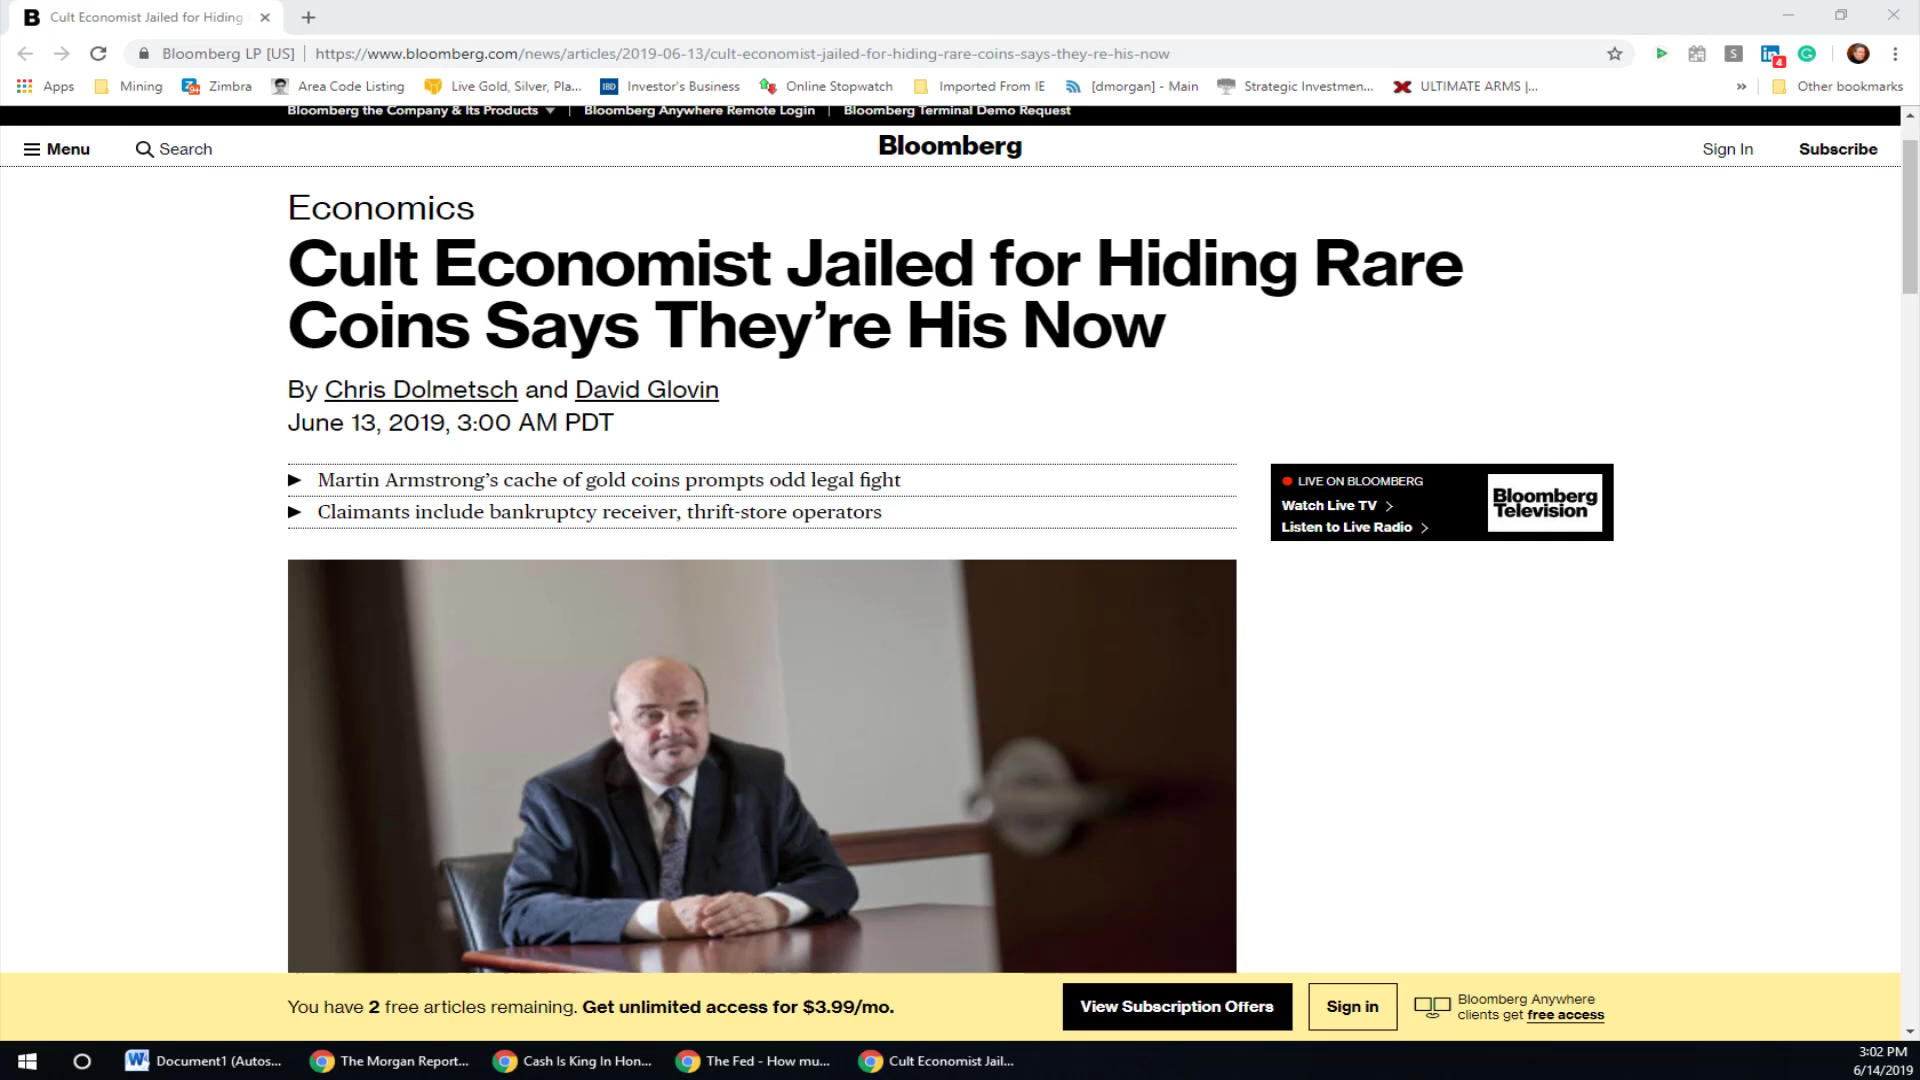 Cult Economist Jailed for Hiding
Bloomberg LP [US] | https://www.bloomberg.com/news/articles/2019-06-13/cult-economist-jailed-for-hiding-rare-coins-says-they-re-his-now
4
Apps Mining Zimbra Area Code Listing Live Gold, Silver, Pla... IBD Investor's Business Online Stopwatch Imported From IE [dmorgan] - Main Strategic Investmen... ULTIMATE ARMS |... » Other bookmarks
Bloomberg the Company & Its Products | Bloomberg Anywhere Remote Login | Bloomberg Terminal Demo Request
Menu Search Bloomberg Sign In Subscribe
Economics
Cult Economist Jailed for Hiding Rare
Coins Says They’re His Now
By Chris Dolmetsch and David Glovin
June 13, 2019, 3:00 AM PDT
Martin Armstrong’s cache of gold coins prompts odd legal fight
Claimants include bankruptcy receiver, thrift-store operators
LIVE ON BLOOMBERG
Watch Live TV >
Listen to Live Radio >
Bloomberg
Television
You have 2 free articles remaining. Get unlimited access for $3.99/mo.
View Subscription Offers
Sign in
Bloomberg Anywhere
clients get free access
Document1 (Autos... The Morgan Report... Cash Is King In Hon... The Fed - How mu... Cult Economist Jail...
3:02 PM
6/14/2019